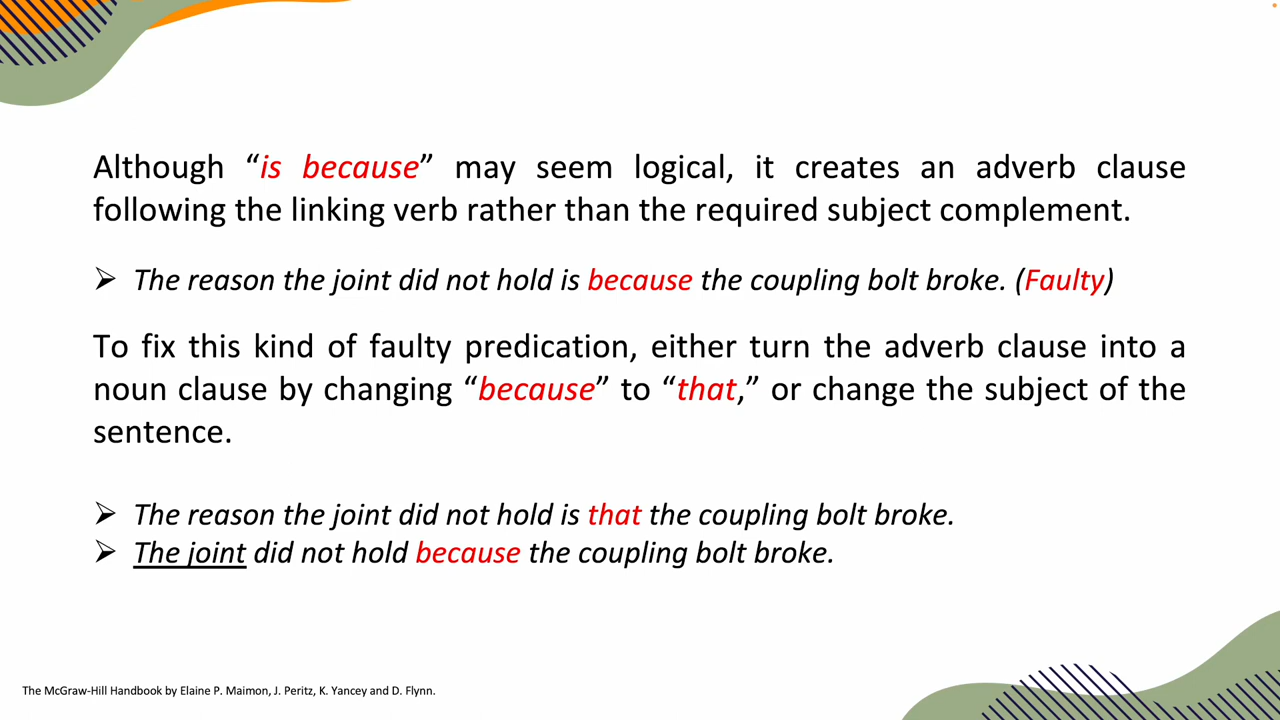 Although “is because” may seem logical, it creates an adverb clause
following the linking verb rather than the required subject complement.
➢ The reason the joint did not hold is because the coupling bolt broke. (Faulty)
To fix this kind of faulty predication, either turn the adverb clause into a
noun clause by changing “because” to “that,” or change the subject of the
sentence.
➢ The reason the joint did not hold is that the coupling bolt broke.
➢ The joint did not hold because the coupling bolt broke.
The McGraw-Hill Handbook by Elaine P. Maimon, J. Peritz, K. Yancey and D. Flynn.